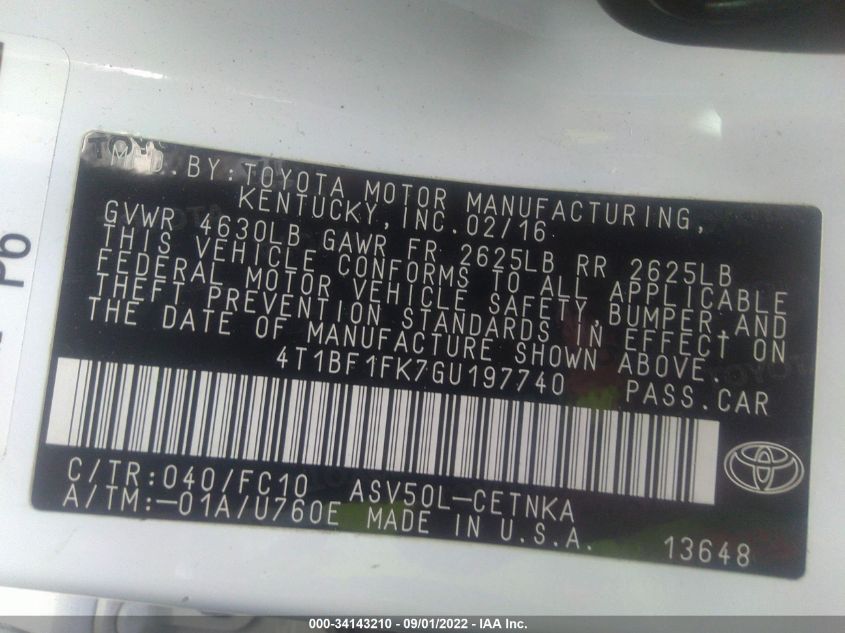 MFD. BY: TOYOTA MOTOR MANUFACTURING,
KENTUCKY, INC. 02/16
GVWR 4630LB GAWR FR 2625LB RR 2625LB
THIS VEHICLE CONFORMS TO ALL APPLICABLE
FEDERAL MOTOR VEHICLE SAFETY, BUMPER, AND
THEFT PREVENTION STANDARDS IN EFFECT ON
THE DATE OF MANUFACTURE SHOWN ABOVE.
4T1BF1FK7GU197740 PASS.CAR
C/TR:040/FC10 ASV50L-CETNKA
A/TM:-01A/U760E MADE IN U.S.A.
13648
P6
000-34143210 - 09/01/2022 - IAA Inc.